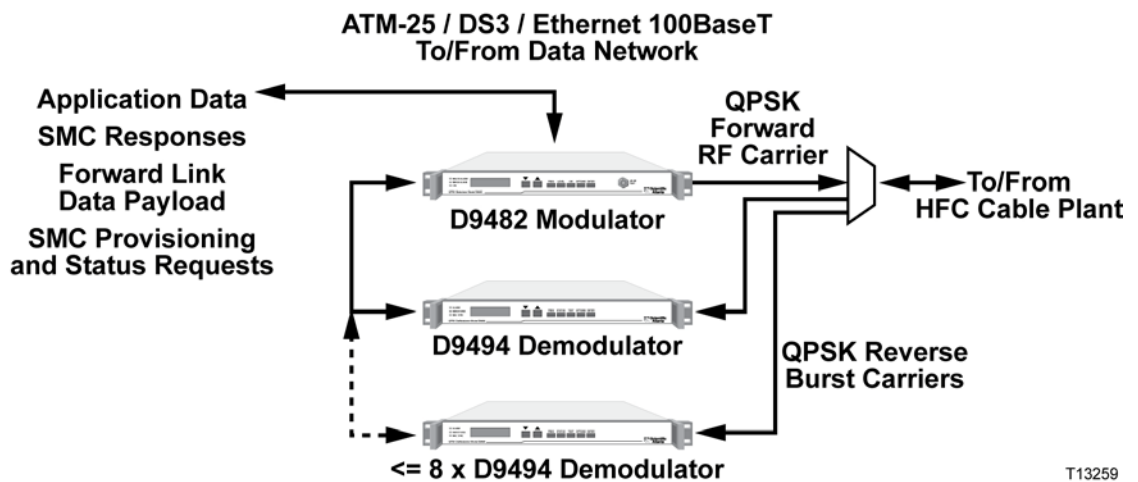 ATM-25 / DS3 / Ethernet 100BaseT
To/From Data Network
Application Data
SMC Responses
Forward Link
Data Payload
SMC Provisioning
and Status Requests
QPSK
Forward
RF Carrier
To/From
HFC Cable Plant
D9482 Modulator
D9494 Demodulator
QPSK Reverse
Burst Carriers
<= 8 x D9494 Demodulator
T13259